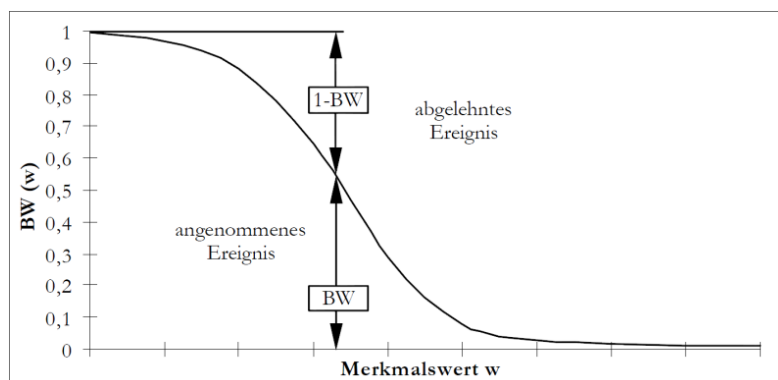 1
0,9
0,8
0,7
0,6
0,5
0,4
0,3
0,2
0,1
0
BW (w)
1-BW
abgelehntes
Ereignis
angenommenes
Ereignis
BW
Merkmalswert w